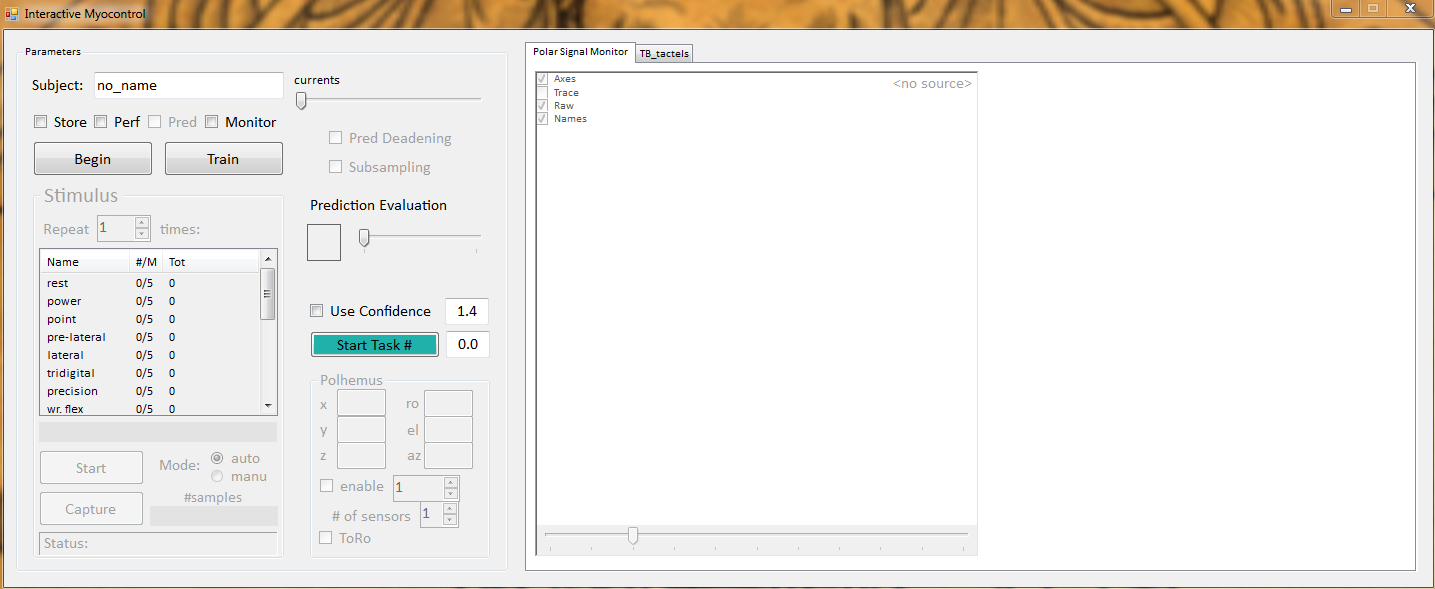 Interactive Myocontrol
Parameters
Subject: no_name
currents
Store Perf Pred Monitor
Pred Deadening
Begin Train
Subsampling
Stimulus
Repeat 1 times:
Name #/M Tot
rest 0/5 0
power 0/5 0
point 0/5 0
pre-lateral 0/5 0
lateral 0/5 0
tridigital 0/5 0
precision 0/5 0
wr. flex 0/5 0
Start
Mode: auto
manu
Capture
#samples
Status:
Prediction Evaluation
Use Confidence 1.4
Start Task # 0.0
Polhemus
x ro
y el
z az
enable 1
# of sensors 1
ToRo
Polar Signal Monitor TB_tactels
Axes
Trace
Raw
Names
<no source>